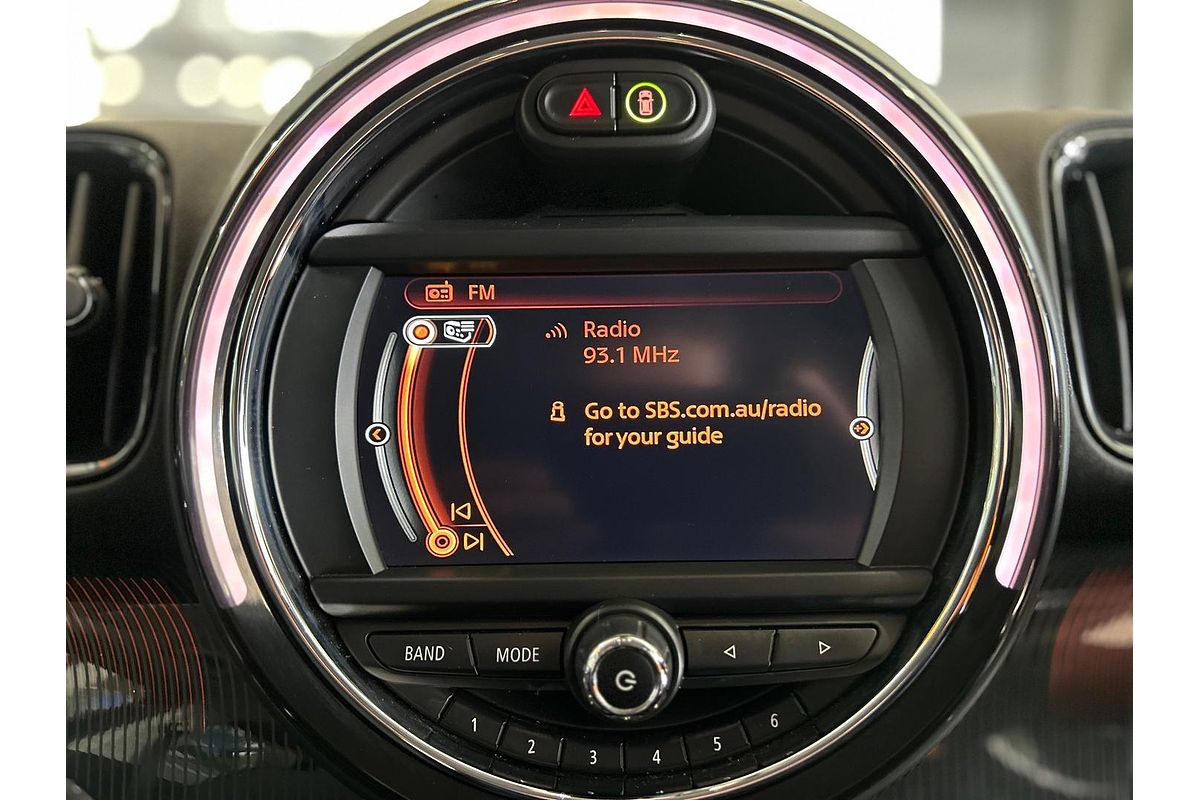 FM
Radio
93.1 MHz
Go to SBS.com.au/radio
for your guide
BAND
MODE
1
2
3
4
5
6